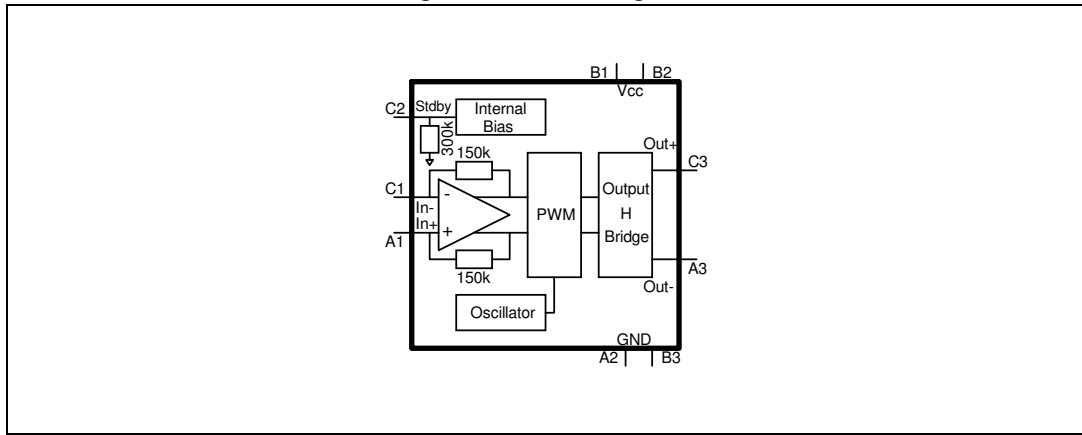 B1
B2
Vcc
C2
Stdby
Internal
Bias
300k
150k
Out+
C3
C1
In-
-
Output
H
Bridge
PWM
In+
+
A1
150k
A3
Out-
Oscillator
GND
A2
B3